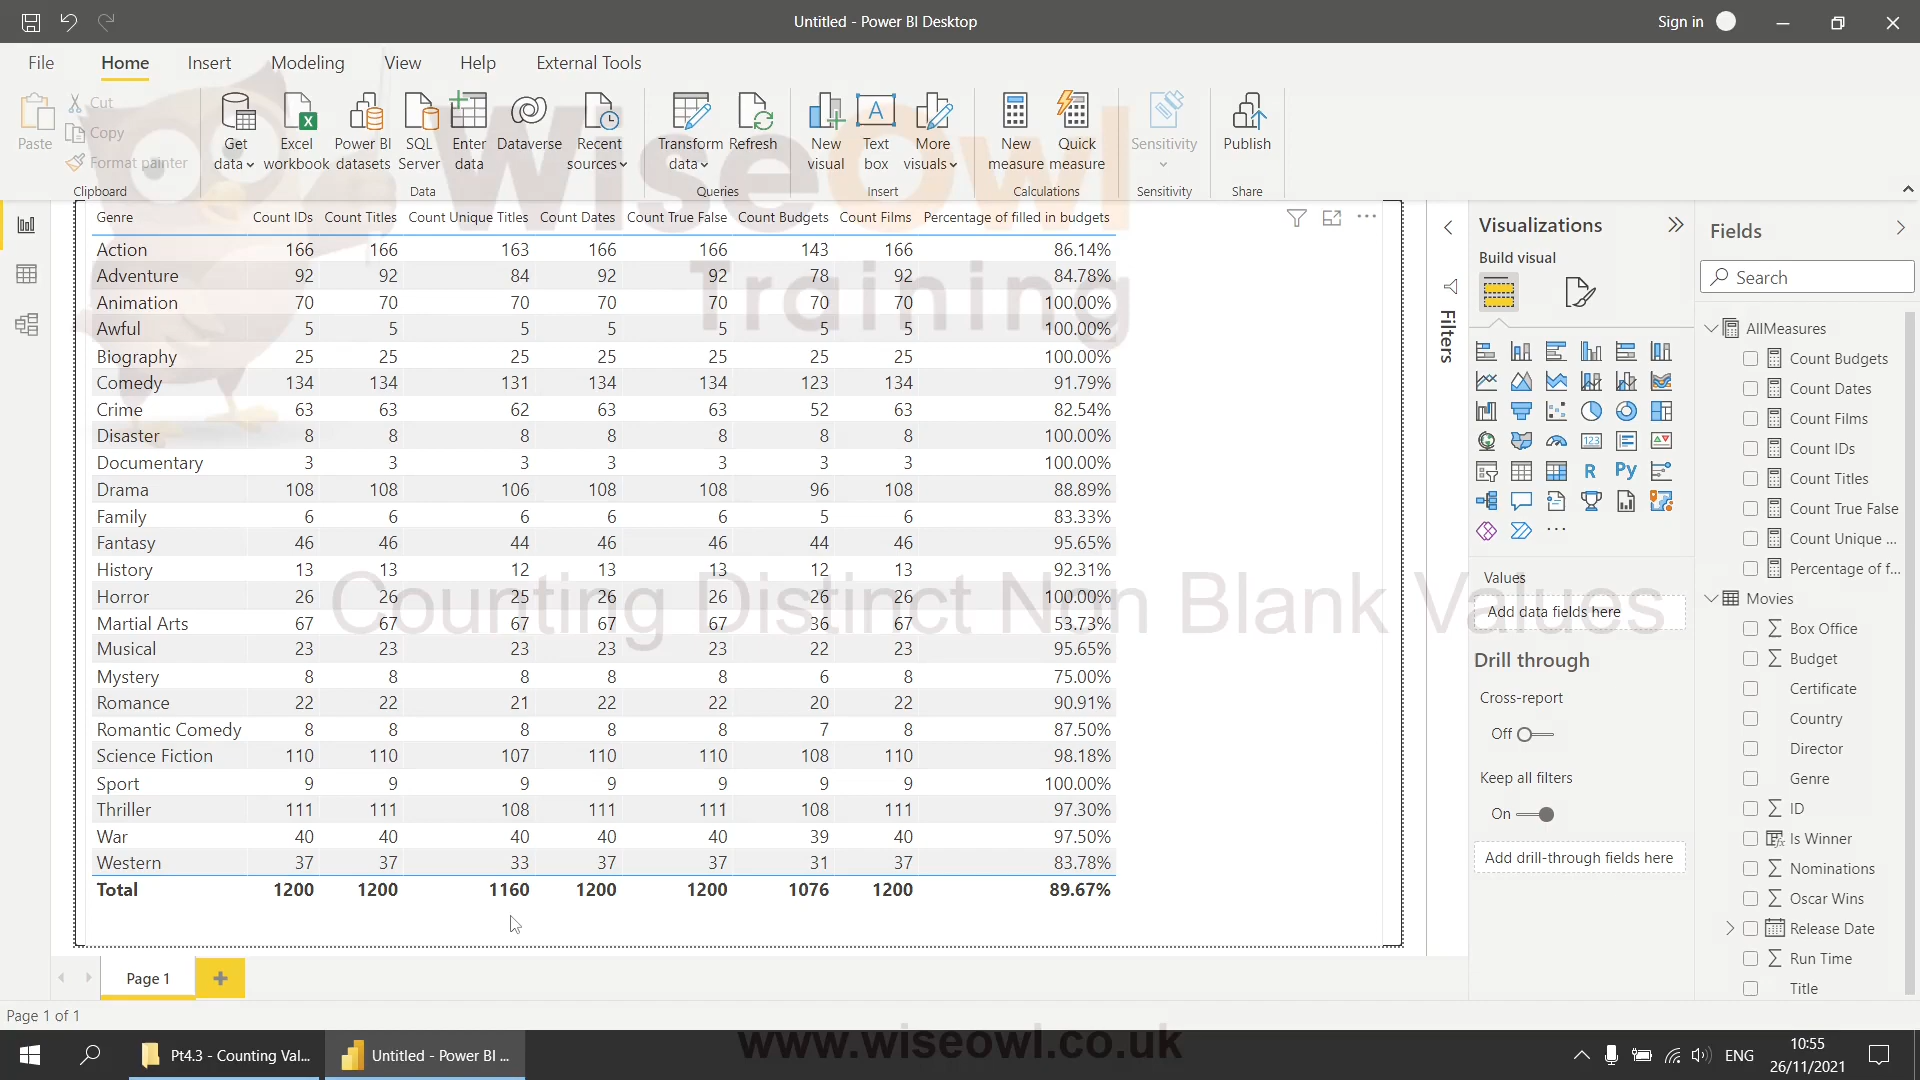 Untitled - Power BI Desktop
Sign in
File Home Insert Modeling View Help External Tools
Paste
Cut
Copy
Format painter
Get data
Excel workbook
Power BI datasets
SQL Server
Enter data
Dataverse
Recent sources
Transform data
Refresh
New visual
Text box
More visuals
New measure
Quick measure
Sensitivity
Publish
Clipboard Data Queries Insert Calculations Sensitivity Share
WiseOwl
Training
Genre Count IDs Count Titles Count Unique Titles Count Dates Count True False Count Budgets Count Films Percentage of filled in budgets
Action 166 166 163 166 166 143 166 86.14%
Adventure 92 92 84 92 92 78 92 84.78%
Animation 70 70 70 70 70 70 70 100.00%
Awful 5 5 5 5 5 5 5 100.00%
Biography 25 25 25 25 25 25 25 100.00%
Comedy 134 134 131 134 134 123 134 91.79%
Crime 63 63 62 63 63 52 63 82.54%
Disaster 8 8 8 8 8 8 8 100.00%
Documentary 3 3 3 3 3 3 3 100.00%
Drama 108 108 106 108 108 96 108 88.89%
Family 6 6 6 6 6 5 6 83.33%
Fantasy 46 46 44 46 46 44 46 95.65%
History 13 13 12 13 13 12 13 92.31%
Horror 26 26 25 26 26 26 26 100.00%
Martial Arts 67 67 67 67 67 36 67 53.73%
Musical 23 23 23 23 23 22 23 95.65%
Mystery 8 8 8 8 8 6 8 75.00%
Romance 22 22 21 22 22 20 22 90.91%
Romantic Comedy 8 8 8 8 8 7 8 87.50%
Science Fiction 110 110 107 110 110 108 110 98.18%
Sport 9 9 9 9 9 9 9 100.00%
Thriller 111 111 108 111 111 108 111 97.30%
War 40 40 40 40 40 39 40 97.50%
Western 37 37 33 37 37 31 37 83.78%
Total 1200 1200 1160 1200 1200 1076 1200 89.67%
Counting Distinct Non Blank Values
Filters
Visualizations
Build visual
123
R
Py
Values
Add data fields here
Drill through
Cross-report
Off
Keep all filters
On
Add drill-through fields here
Fields
Search
AllMeasures
Count Budgets
Count Dates
Count Films
Count IDs
Count Titles
Count True False
Count Unique ...
Percentage of f...
Movies
Box Office
Budget
Certificate
Country
Director
Genre
ID
Is Winner
Nominations
Oscar Wins
Release Date
Run Time
Title
Page 1
Page 1 of 1
Pt4.3 - Counting Val...
Untitled - Power BI ...
www.wiseowl.co.uk
ENG
10:55
26/11/2021